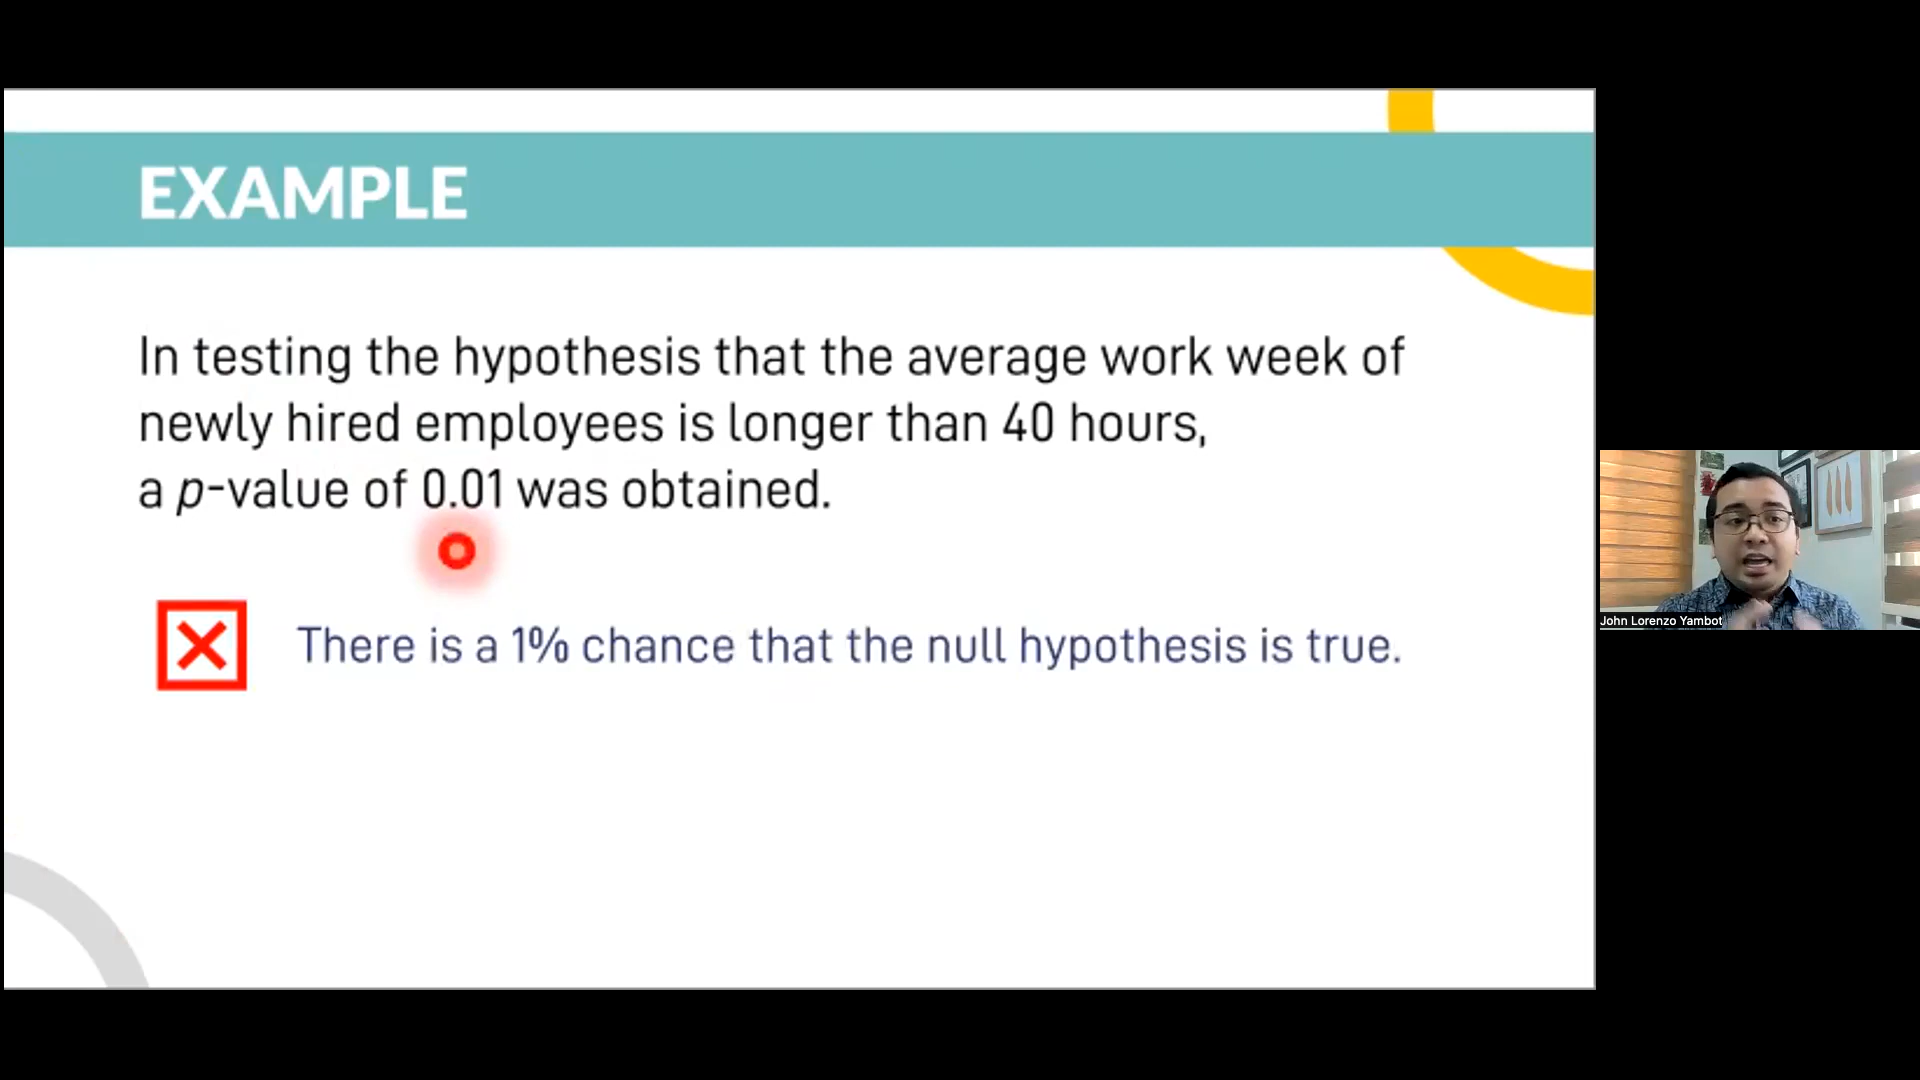 EXAMPLE
In testing the hypothesis that the average work week of
newly hired employees is longer than 40 hours,
a p-value of 0.01 was obtained.
There is a 1% chance that the null hypothesis is true.
John Lorenzo Yambot